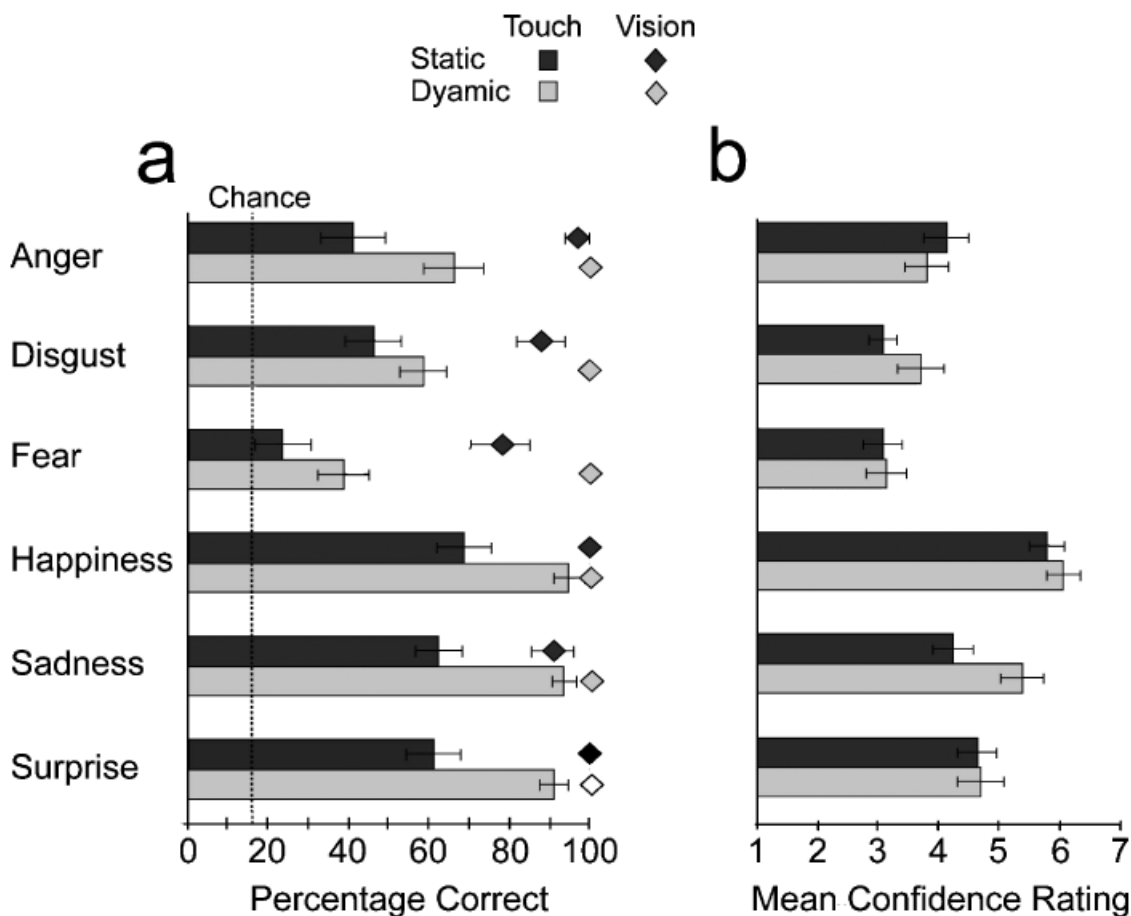 Touch Vision
Static
Dyamic
a
b
Chance
Anger
Disgust
Fear
Happiness
Sadness
Surprise
0 20 40 60 80 100
1 2 3 4 5 6 7
Percentage Correct
Mean Confidence Rating